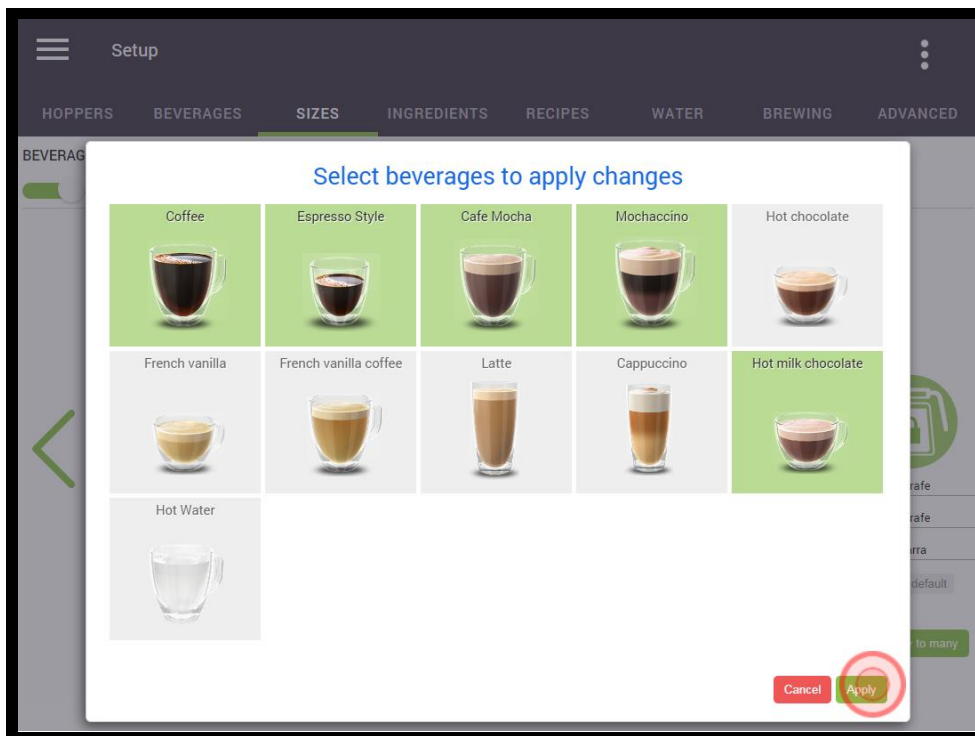 Setup
HOPPERS BEVERAGES SIZES INGREDIENTS RECIPES WATER BREWING ADVANCED
BEVERAG
Select beverages to apply changes
Coffee Espresso Style Cafe Mocha Mochaccino Hot chocolate
French vanilla French vanilla coffee Latte Cappuccino Hot milk chocolate
rafe
rafe
Hot Water
rra
default
to many
Cancel Apply